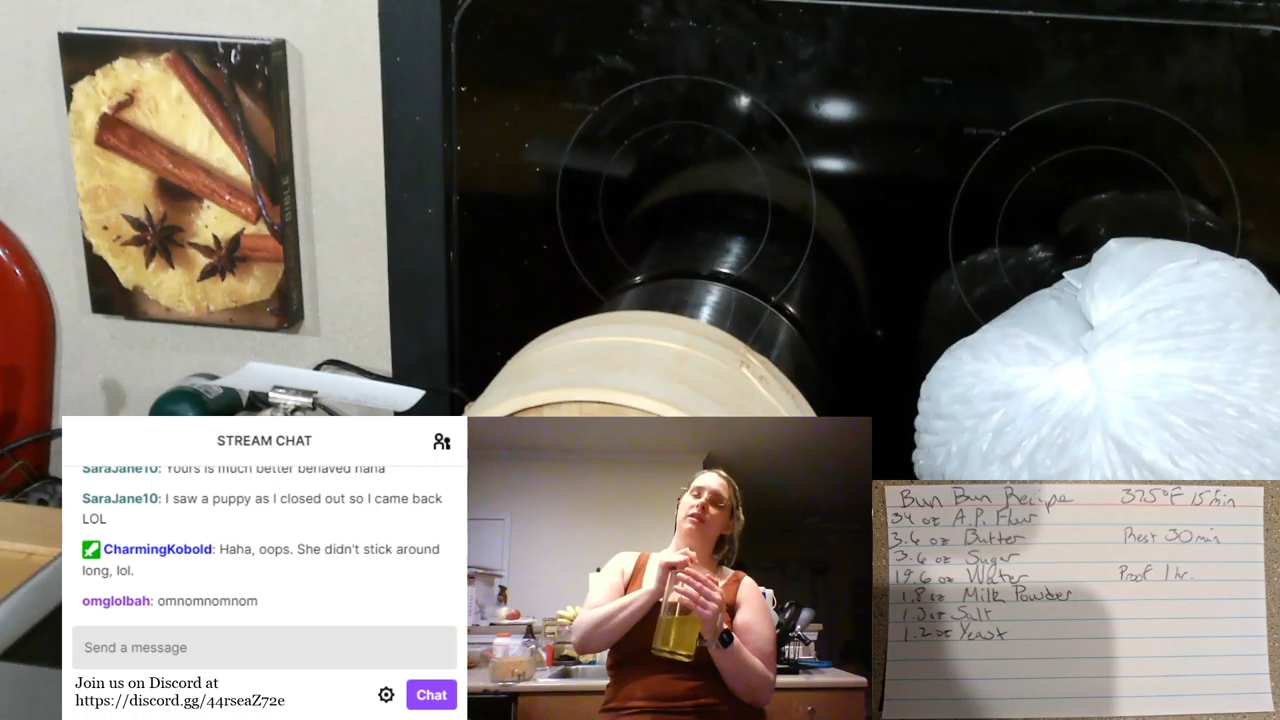 BIBLE
STREAM CHAT
SaraJane10: Yours is much better behaved haha
SaraJane10: I saw a puppy as I closed out so I came back
LOL
CharmingKobold: Haha, oops. She didn't stick around
long, lol.
omglolbah: omnomnomnom
Send a message
Join us on Discord at
https://discord.gg/44rseaZ72e
Chat
Bun Bun Recipe 375°F 15 min
34 oz A.P. Flour
3.6 oz Butter Rest 30 min
3.6 oz Sugar
19.6 oz Water Proof 1 hr.
1.8 oz Milk Powder
oz Salt
1.2 oz Yeast